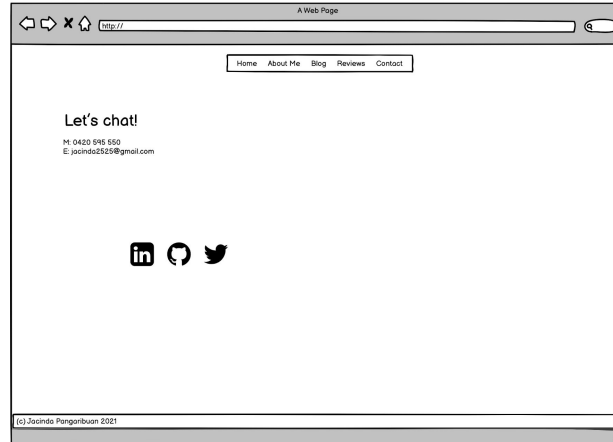 A Web Page
http://
Home About Me Blog Reviews Contact
Let's chat!
M: 0420 595 550
E: jacinda2525@gmail.com
in
(c) Jacinda Pangaribuan 2021